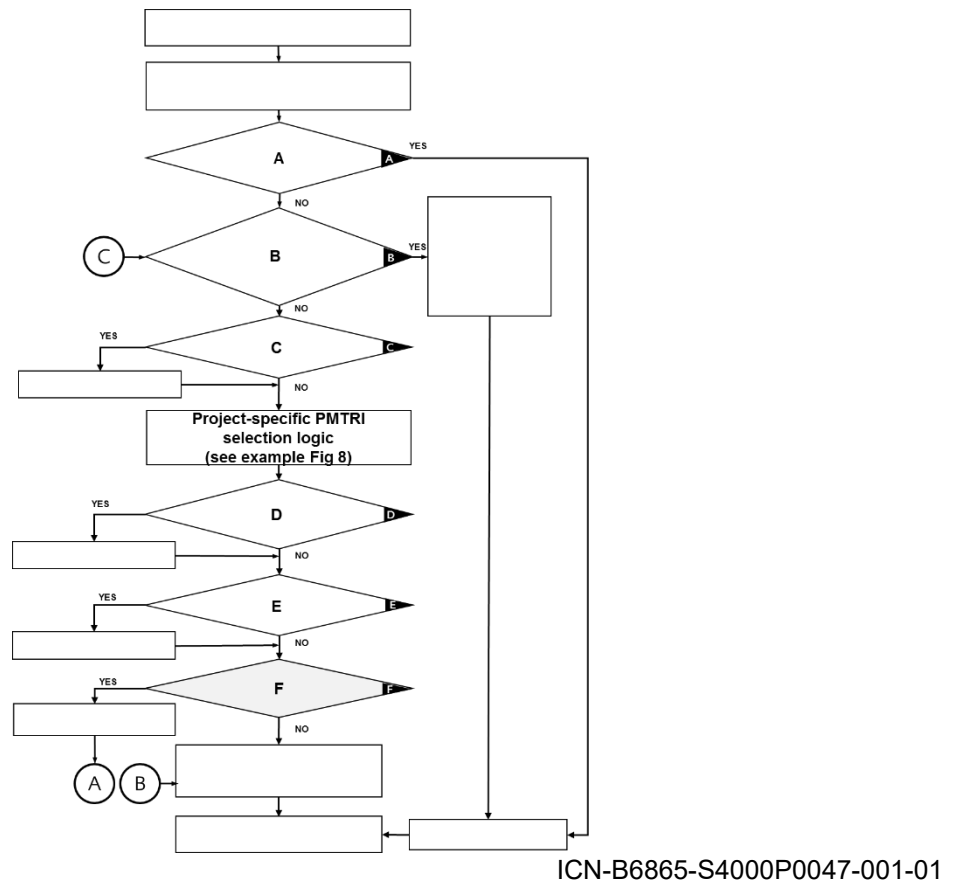 A
A
YES
NO
C
B
B
YES
NO
YES
C
C
NO
Project-specific PMTRI
selection logic
(see example Fig 8)
YES
D
D
NO
YES
E
E
NO
YES
F
F
NO
A
B
ICN-B6865-S4000P0047-001-01